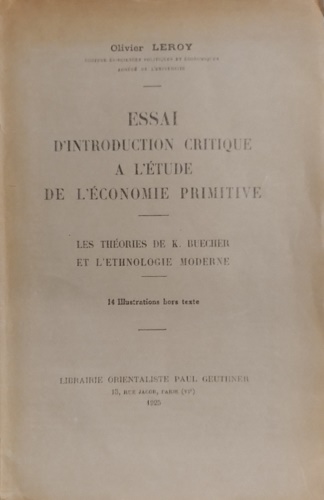 Olivier LEROY
ESSAI
D'INTRODUCTION CRITIQUE
A L'ÉTUDE
DE L'ÉCONOMIE PRIMITIVE
LES THÉORIES DE K. BUECHER
ET L'ETHNOLOGIE MODERNE
14 Illustrations hors texte
LIBRAIRIE ORIENTALISTE PAUL GEUTHNER
13, RUE JACOB, PARIS (VIᵉ)
1925